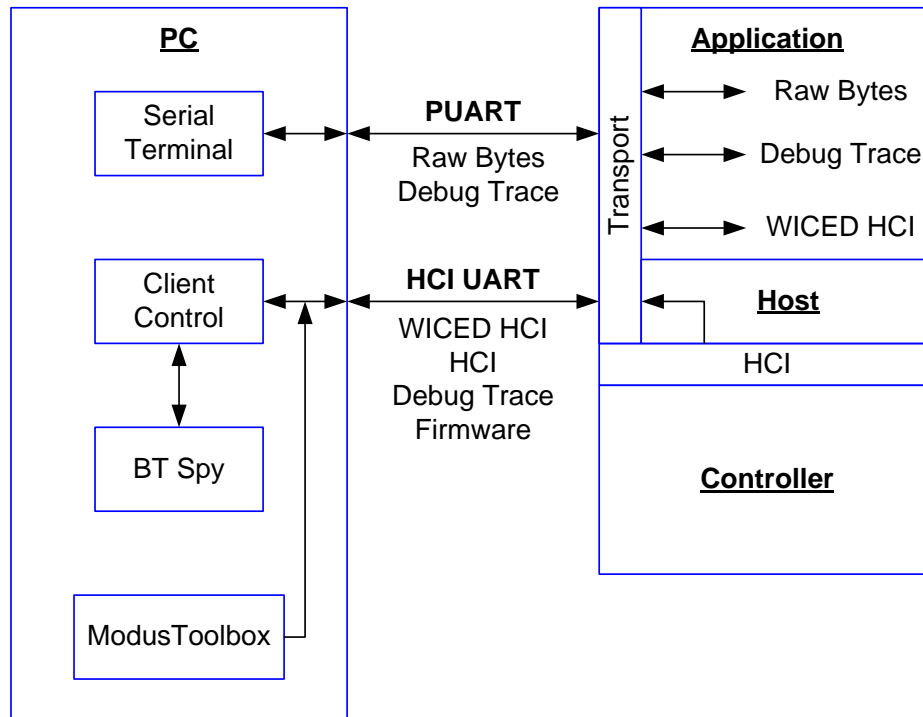 PC
Serial
Terminal
Client
Control
BT Spy
ModusToolbox
PUART
Raw Bytes
Debug Trace
HCI UART
WICED HCI
HCI
Debug Trace
Firmware
Transport
Application
Raw Bytes
Debug Trace
WICED HCI
Host
HCI
Controller